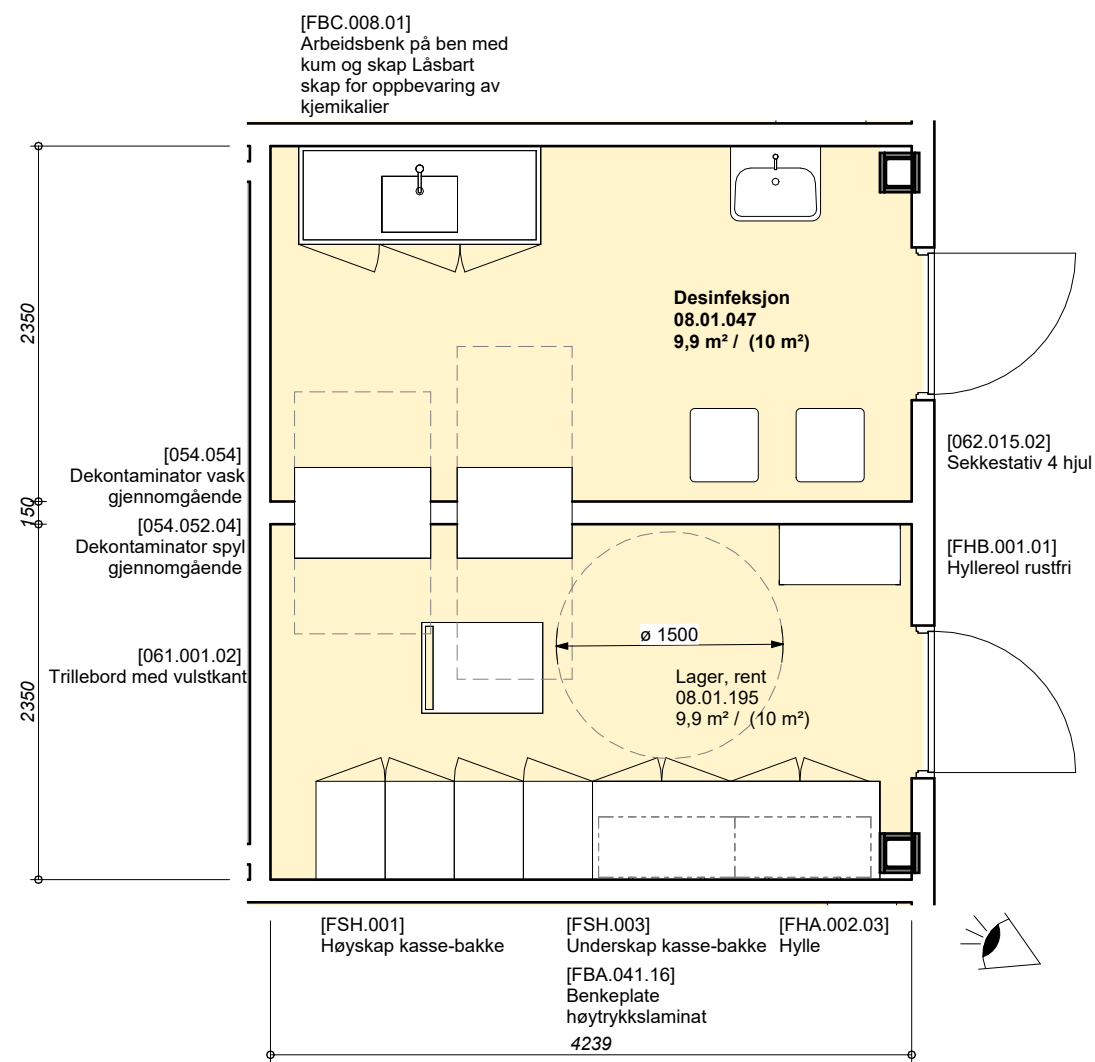 [FBC.008.01]
Arbeidsbenk på ben med
kum og skap Låsbart
skap for oppbevaring av
kjemikalier
2350
Desinfeksjon
08.01.047
9,9 m² / (10 m²)
[054.054]
Dekontaminator vask
gjennomgående
[062.015.02]
Sekkestativ 4 hjul
150
[054.052.04]
Dekontaminator spyl
gjennomgående
[FHB.001.01]
Hyllereol rustfri
ø 1500
[061.001.02]
Trillebord med vulstkant
2350
Lager, rent
08.01.195
9,9 m² / (10 m²)
[FSH.001]
Høyskap kasse-bakke
[FSH.003]
Underskap kasse-bakke
[FHA.002.03]
Hylle
[FBA.041.16]
Benkeplate
høytrykkslaminat
4239